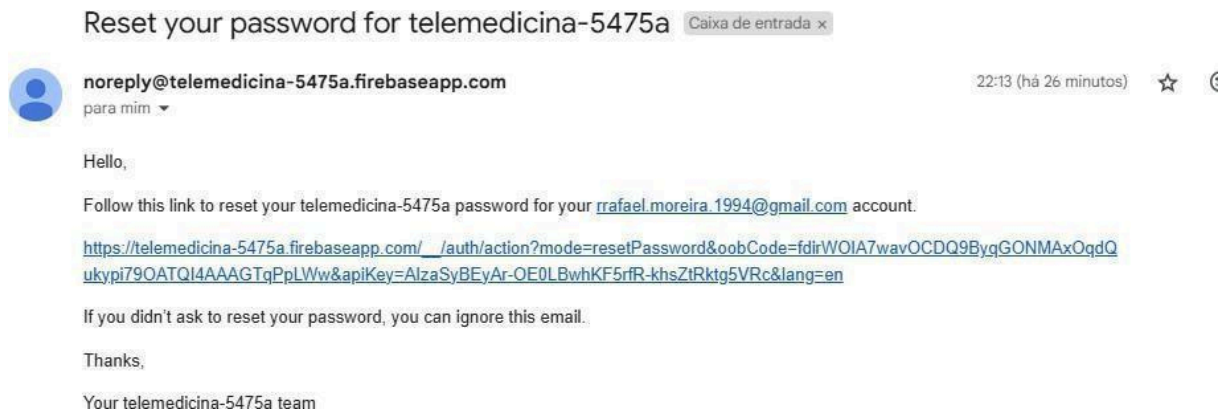 Reset your password for telemedicina-5475a Caixa de entrada x
noreply@telemedicina-5475a.firebaseapp.com 22:13 (há 26 minutos)
para mim
Hello,
Follow this link to reset your telemedicina-5475a password for your rrafael.moreira.1994@gmail.com account.
https://telemedicina-5475a.firebaseapp.com/__/auth/action?mode=resetPassword&oobCode=fdirWOIA7wavOCDQ9ByqGONMAxOqdQ
ukypi79OATQI4AAAGTqPpLWw&apiKey=AIzaSyBEyAr-OE0LBwhKF5rfR-khsZtRktg5VRc&lang=en
If you didn’t ask to reset your password, you can ignore this email.
Thanks,
Your telemedicina-5475a team